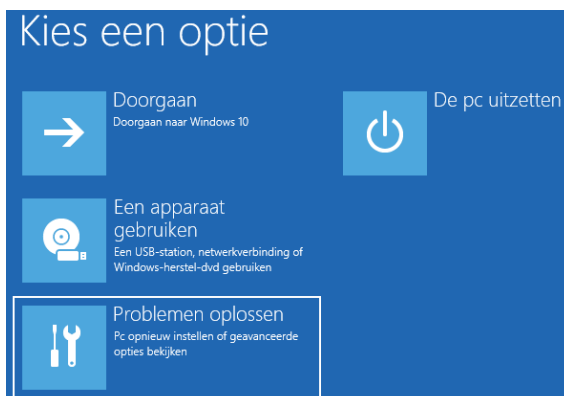 Kies een optie
Doorgaan
Doorgaan naar Windows 10
De pc uitzetten
Een apparaat
gebruiken
Een USB-station, netwerkverbinding of
Windows-herstel-dvd gebruiken
Problemen oplossen
Pc opnieuw instellen of geavanceerde
opties bekijken